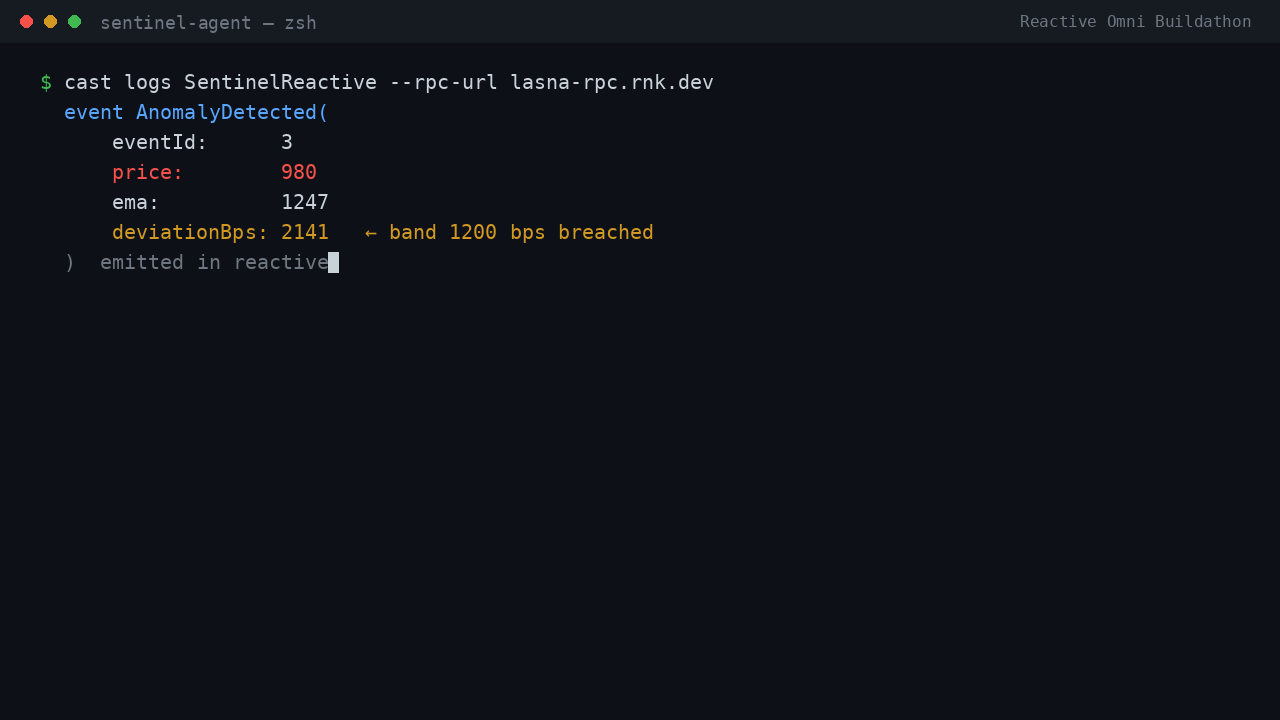 sentinel-agent — zsh
Reactive Omni Buildathon
$ cast logs SentinelReactive --rpc-url lasna-rpc.rnk.dev
event AnomalyDetected(
eventId: 3
price: 980
ema: 1247
deviationBps: 2141 ← band 1200 bps breached
) emitted in reactive